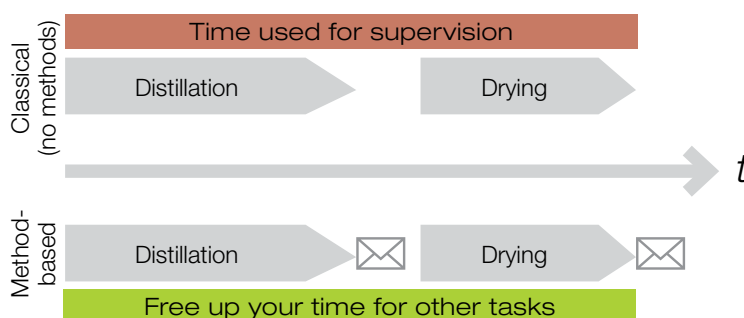 Time used for supervision
Classical
(no methods)
Distillation
Drying
t
Method-
based
Distillation
Drying
Free up your time for other tasks